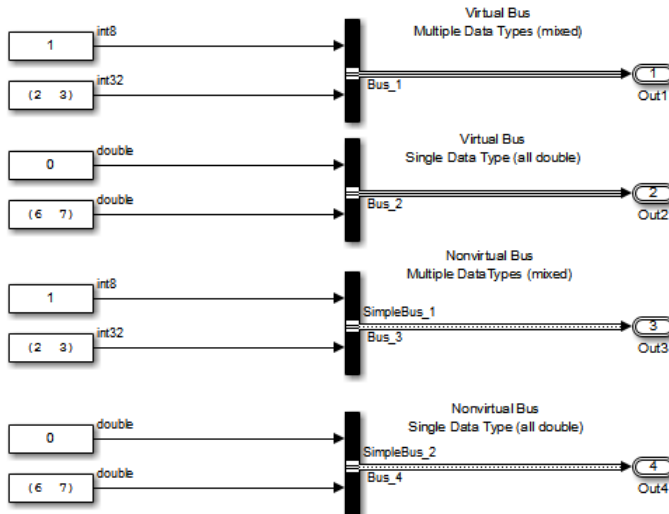 Virtual Bus
Multiple Data Types (mixed)
int8
1
int32
(2 3)
Bus_1
1
Out1
Virtual Bus
Single Data Type (all double)
double
0
double
(6 7)
Bus_2
2
Out2
Nonvirtual Bus
Multiple DataTypes (mixed)
int8
1
SimpleBus_1
int32
(2 3)
Bus_3
3
Out3
Nonvirtual Bus
Single Data Type (all double)
double
0
SimpleBus_2
double
(6 7)
Bus_4
4
Out4